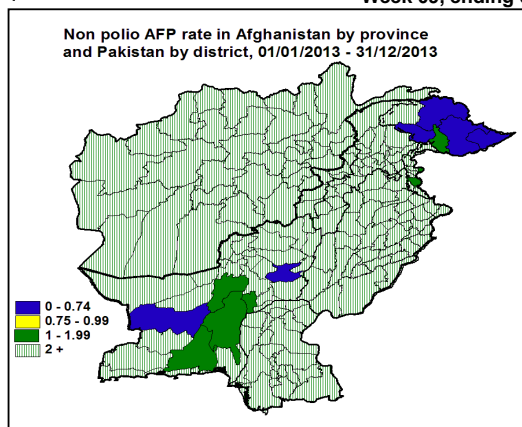 Non polio AFP rate in Afghanistan by province
and Pakistan by district, 01/01/2013 - 31/12/2013
0 - 0.74
0.75 - 0.99
1 - 1.99
2 +